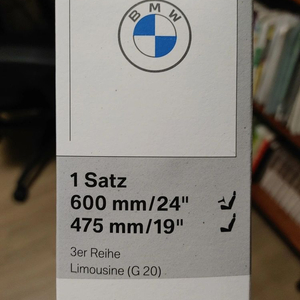 BMW
1 Satz
600 mm/24"
475 mm/19"
3er Reihe
Limousine (G 20)